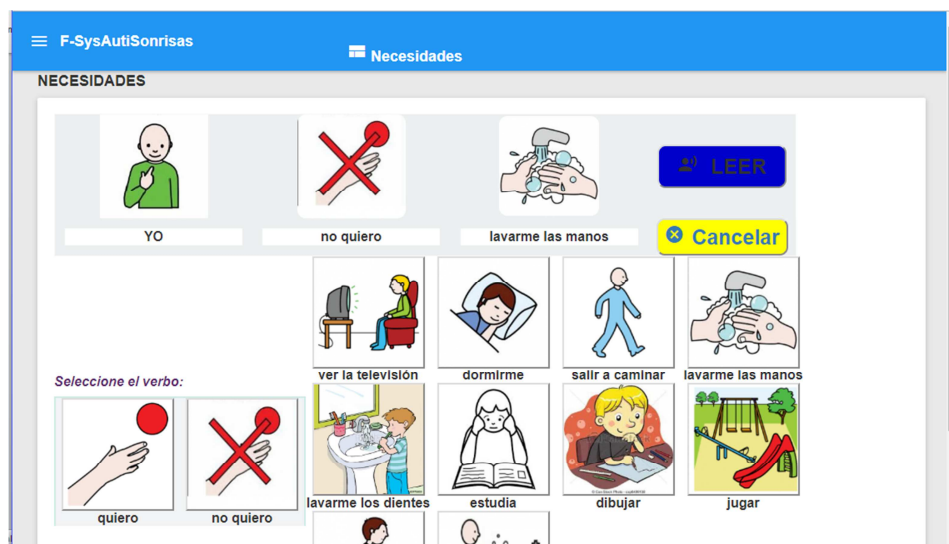 F-SysAutiSonrisas
Necesidades
NECESIDADES
LEER
YO
no quiero
lavarme las manos
Cancelar
ver la televisión
dormirme
salir a caminar
lavarme las manos
Seleccione el verbo:
quiero
no quiero
lavarme los dientes
estudia
dibujar
jugar